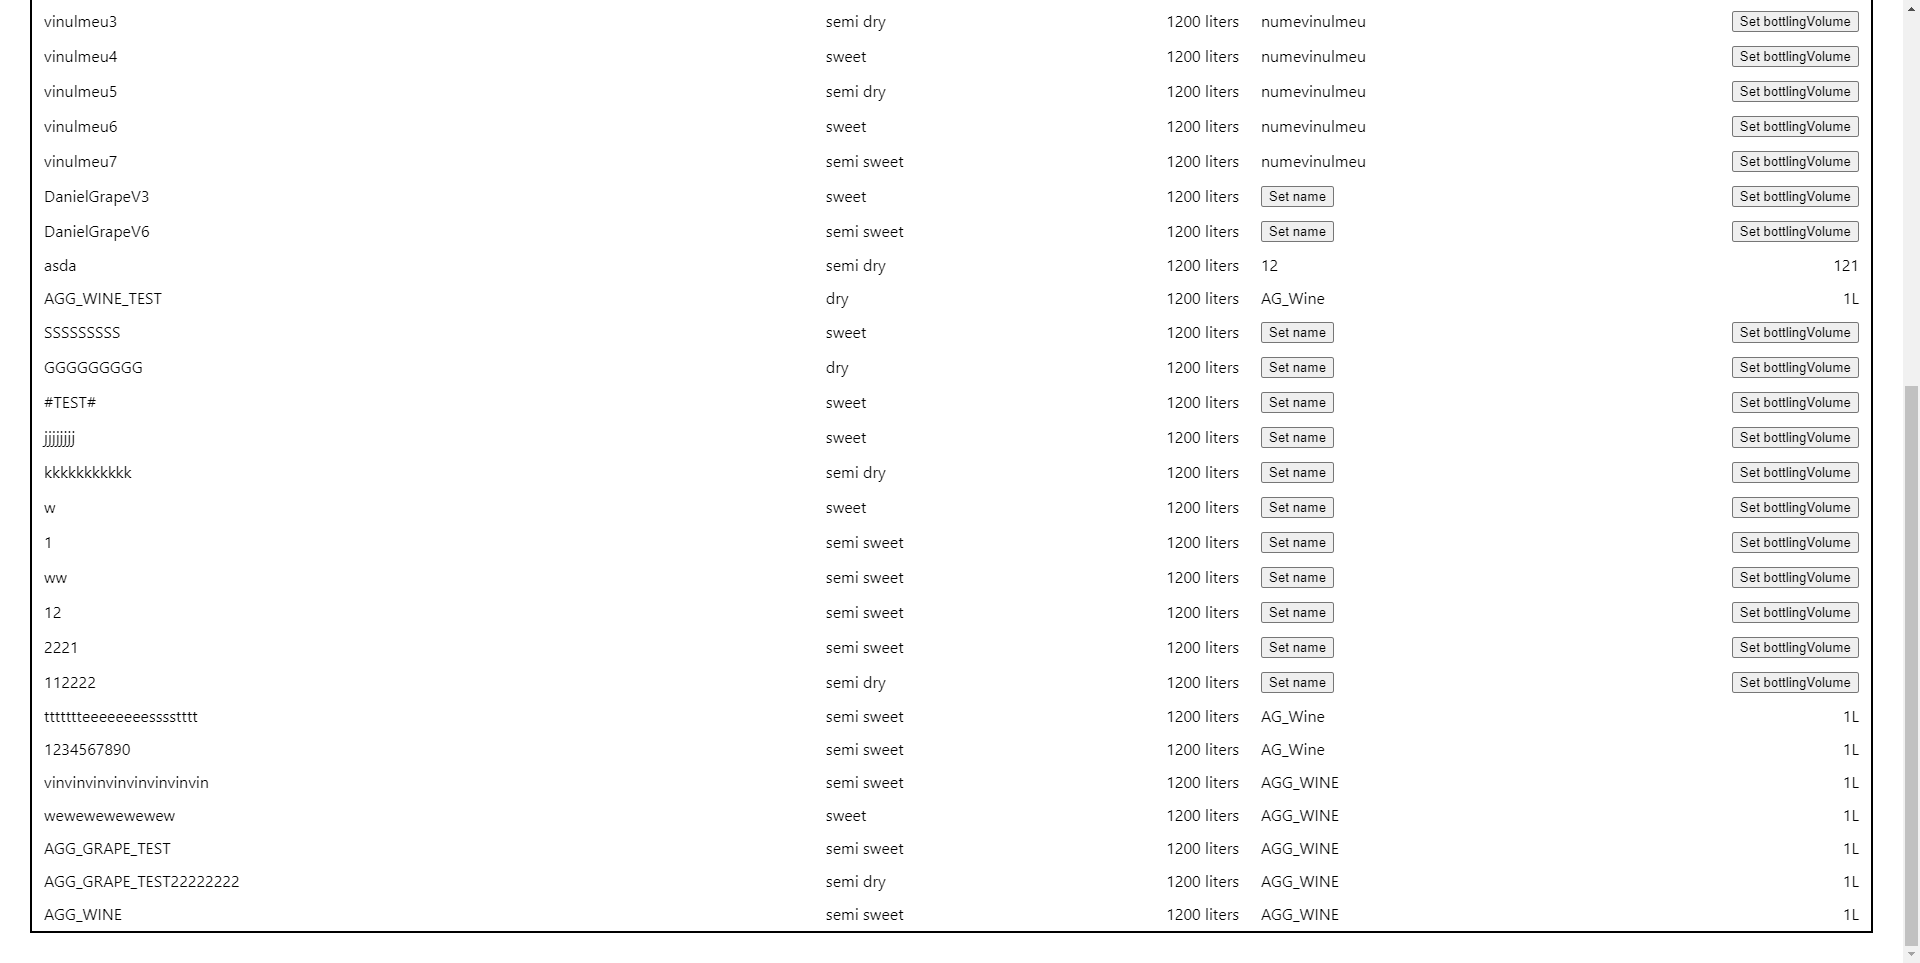 vinulmeu3 semi dry 1200 liters numevinulmeu Set bottlingVolume
vinulmeu4 sweet 1200 liters numevinulmeu Set bottlingVolume
vinulmeu5 semi dry 1200 liters numevinulmeu Set bottlingVolume
vinulmeu6 sweet 1200 liters numevinulmeu Set bottlingVolume
vinulmeu7 semi sweet 1200 liters numevinulmeu Set bottlingVolume
DanielGrapeV3 sweet 1200 liters Set name Set bottlingVolume
DanielGrapeV6 semi sweet 1200 liters Set name Set bottlingVolume
asda semi dry 1200 liters 12 121
AGG_WINE_TEST dry 1200 liters AG_Wine 1L
SSSSSSSSS sweet 1200 liters Set name Set bottlingVolume
GGGGGGGGG dry 1200 liters Set name Set bottlingVolume
#TEST# sweet 1200 liters Set name Set bottlingVolume
jjjjjjjjj sweet 1200 liters Set name Set bottlingVolume
kkkkkkkkkkk semi dry 1200 liters Set name Set bottlingVolume
w sweet 1200 liters Set name Set bottlingVolume
1 semi sweet 1200 liters Set name Set bottlingVolume
ww semi sweet 1200 liters Set name Set bottlingVolume
12 semi sweet 1200 liters Set name Set bottlingVolume
2221 semi sweet 1200 liters Set name Set bottlingVolume
112222 semi dry 1200 liters Set name Set bottlingVolume
tttttttteeeeeeeesssstttt semi sweet 1200 liters AG_Wine 1L
1234567890 semi sweet 1200 liters AG_Wine 1L
vinvinvinvinvinvinvinvin semi sweet 1200 liters AGG_WINE 1L
wewewewewewew sweet 1200 liters AGG_WINE 1L
AGG_GRAPE_TEST semi sweet 1200 liters AGG_WINE 1L
AGG_GRAPE_TEST22222222 semi dry 1200 liters AGG_WINE 1L
AGG_WINE semi sweet 1200 liters AGG_WINE 1L